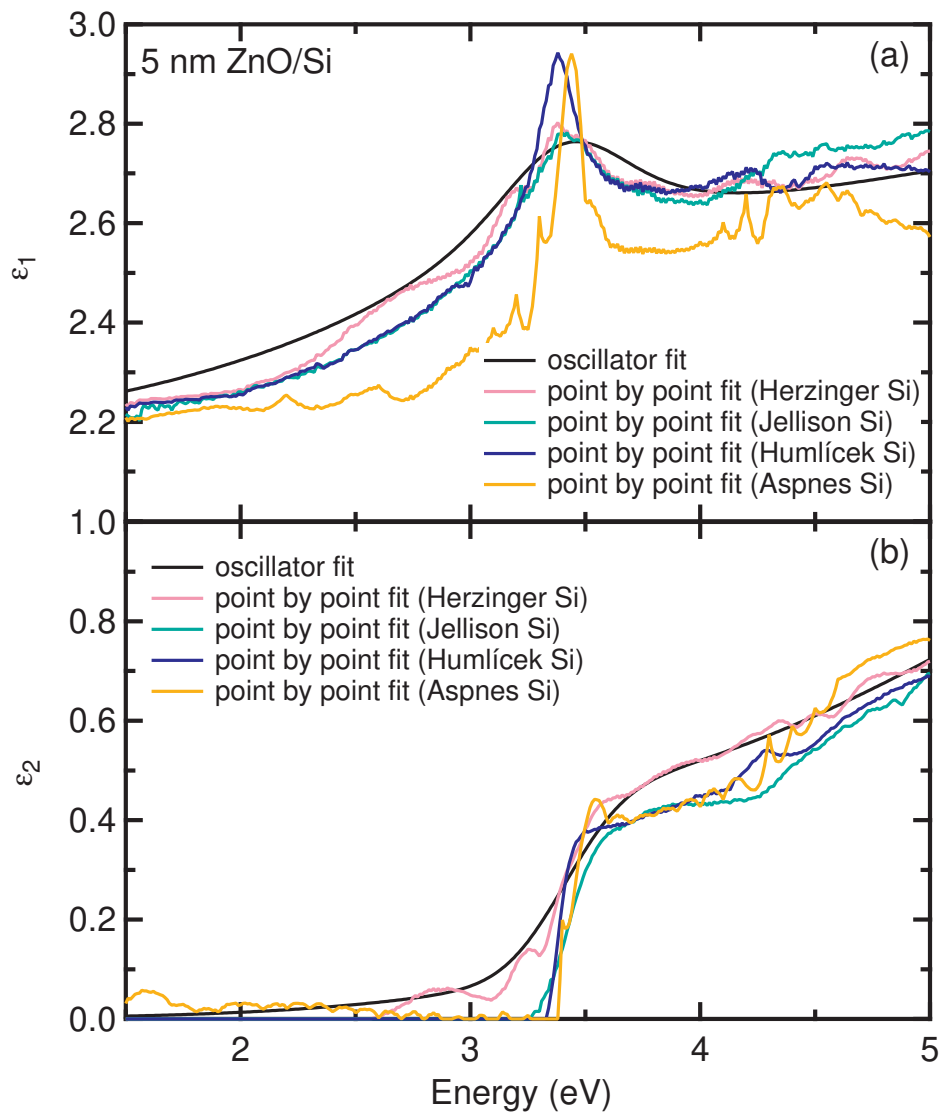 3.0
5 nm ZnO/Si
(a)
2.8
2.6
ε1
2.4
2.2
oscillator fit
point by point fit (Herzinger Si)
point by point fit (Jellison Si)
point by point fit (Humlícek Si)
point by point fit (Aspnes Si)
1.0
(b)
oscillator fit
point by point fit (Herzinger Si)
point by point fit (Jellison Si)
point by point fit (Humlícek Si)
point by point fit (Aspnes Si)
0.8
0.6
ε2
0.4
0.2
0.0
2 3 4 5
Energy (eV)